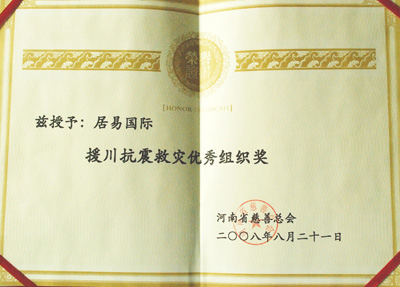 [HONOR
兹授予：居易国际
援川抗震救灾优秀组织奖
河南省慈善总会
二〇〇八年八月二十一日